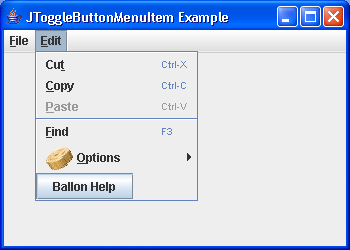 JToggleButtonMenuItem Example
File Edit
Cut Ctrl-X
Copy Ctrl-C
Paste Ctrl-V
Find F3
Options
Ballon Help